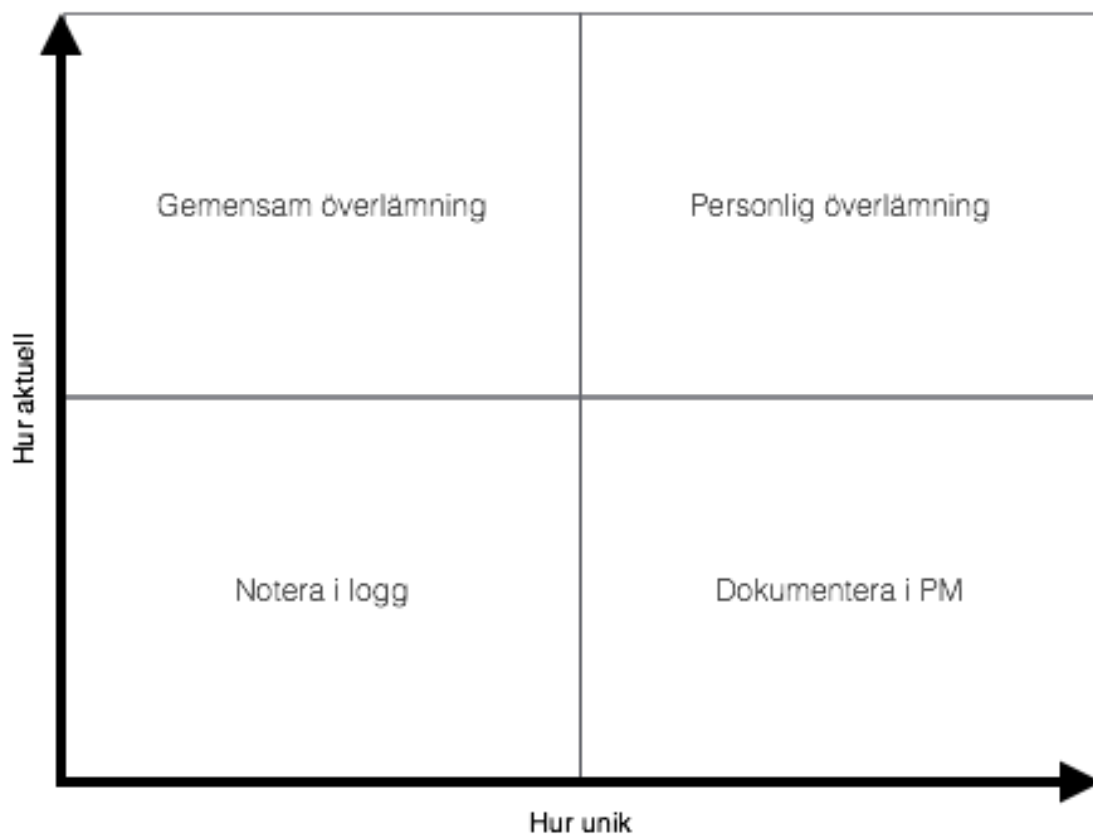 Gemensam överlämning
Personlig överlämning
Hur aktuell
Notera i logg
Dokumentera i PM
Hur unik